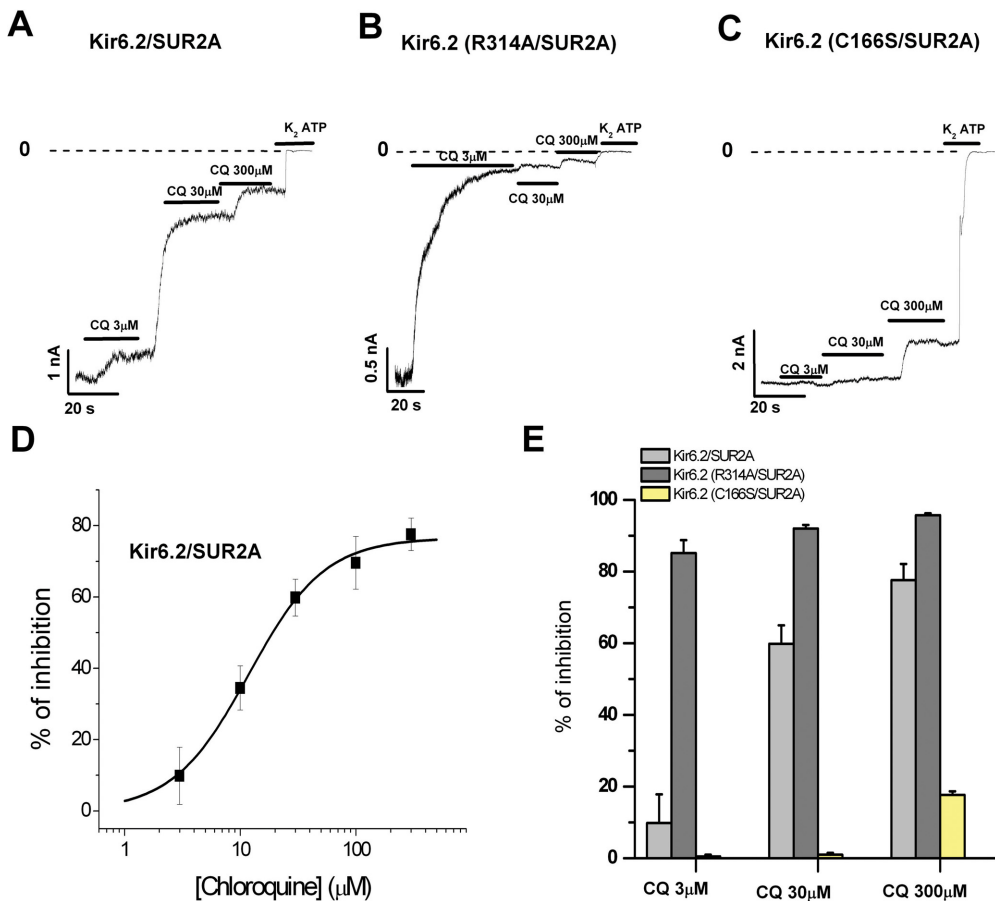 A
Kir6.2/SUR2A
0
K2 ATP
CQ 300µM
CQ 30µM
CQ 3µM
1 nA
20 s
B
Kir6.2 (R314A/SUR2A)
0
K2 ATP
CQ 300µM
CQ 3µM
CQ 30µM
0.5 nA
20 s
C
Kir6.2 (C166S/SUR2A)
0
K2 ATP
CQ 300µM
CQ 30µM
CQ 3µM
2 nA
20 s
D
Kir6.2/SUR2A
% of inhibition
80
60
40
20
0
1 10 100
[Chloroquine] (µM)
E
Kir6.2/SUR2A
Kir6.2 (R314A/SUR2A)
Kir6.2 (C166S/SUR2A)
% of inhibition
100
80
60
40
20
0
CQ 3µM CQ 30µM CQ 300µM